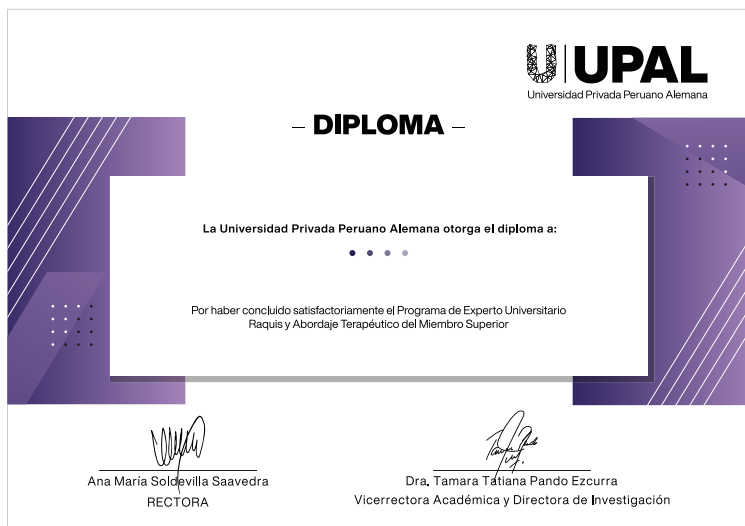 UPAL
Universidad Privada Peruano Alemana
– DIPLOMA –
La Universidad Privada Peruano Alemana otorga el diploma a:
Por haber concluido satisfactoriamente el Programa de Experto Universitario
Raquis y Abordaje Terapéutico del Miembro Superior
Ana María Soldevilla Saavedra
RECTORA
Dra. Tamara Tatiana Pando Ezcurra
Vicerrectora Académica y Directora de Investigación